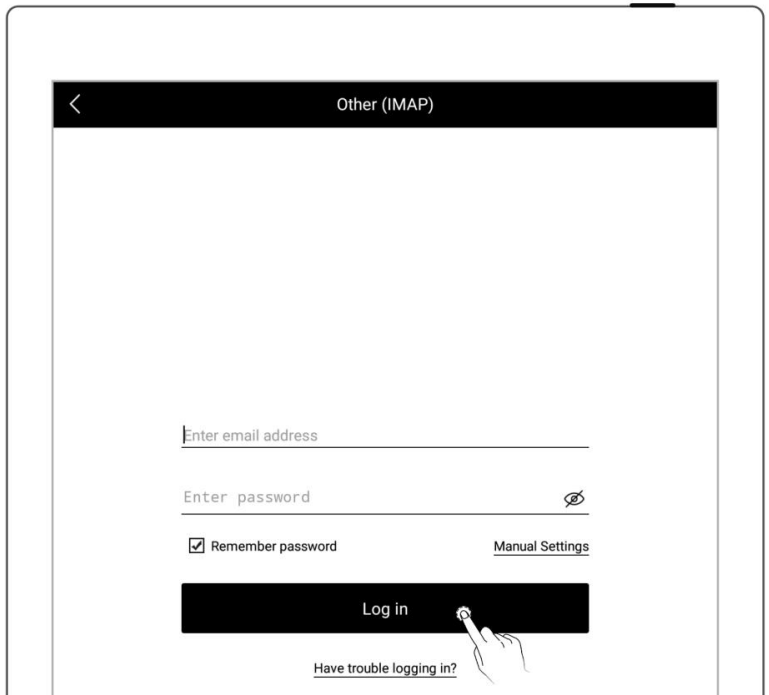 Other (IMAP)
Enter email address
Enter password
Remember password Manual Settings
Log in
Have trouble logging in?